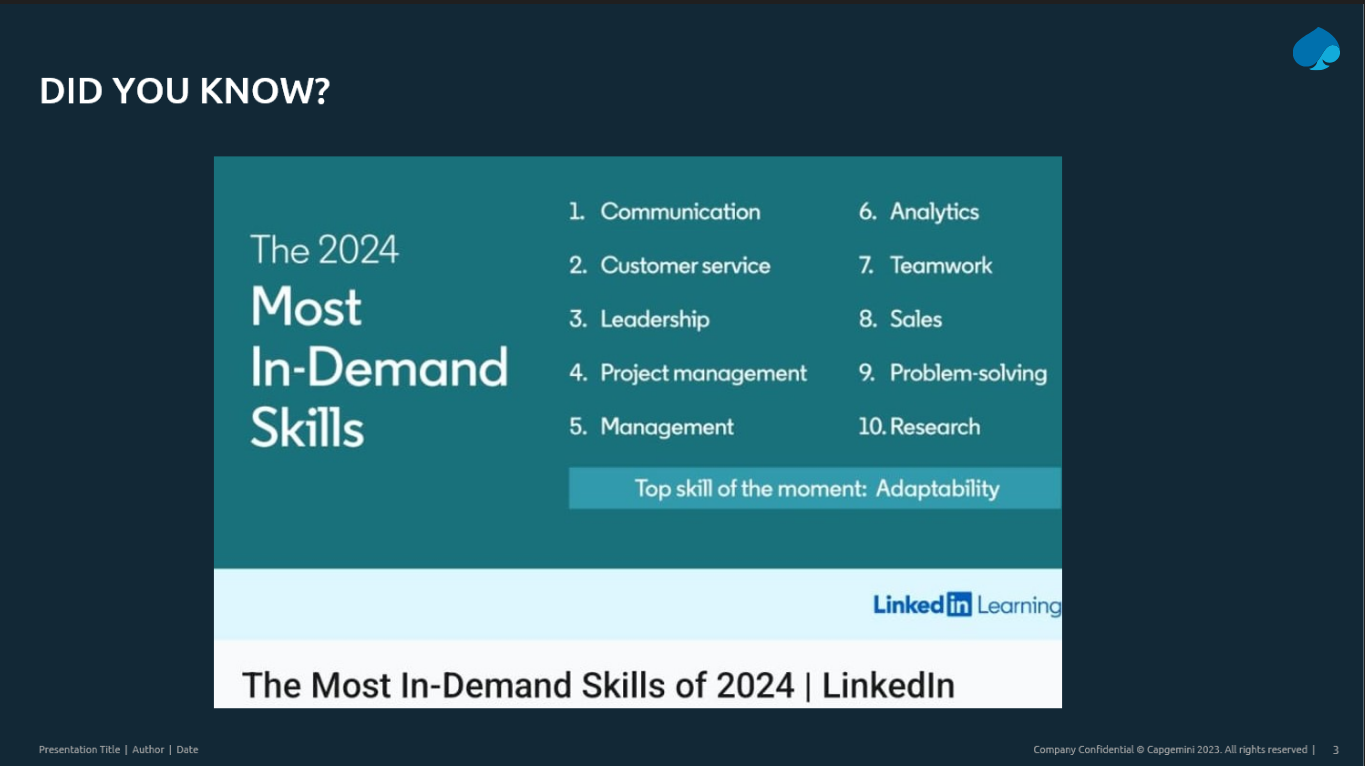 DID YOU KNOW?
The 2024
Most
In-Demand
Skills
1. Communication
2. Customer service
3. Leadership
4. Project management
5. Management
6. Analytics
7. Teamwork
8. Sales
9. Problem-solving
10. Research
Top skill of the moment: Adaptability
Linked in Learning
The Most In-Demand Skills of 2024 | LinkedIn
Presentation Title | Author | Date
Company Confidential © Capgemini 2023. All rights reserved | 3